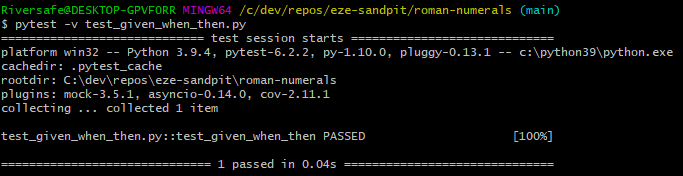 Riversafe@DESKTOP-GPVFORR MINGW64 /c/dev/repos/eze-sandpit/roman-numerals (main)
$ pytest -v test_given_when_then.py
============================= test session starts =============================
platform win32 -- Python 3.9.4, pytest-6.2.2, py-1.10.0, pluggy-0.13.1 -- c:\python39\python.exe
cachedir: .pytest_cache
rootdir: C:\dev\repos\eze-sandpit\roman-numerals
plugins: mock-3.5.1, asyncio-0.14.0, cov-2.11.1
collecting ... collected 1 item
test_given_when_then.py::test_given_when_then PASSED                     [100%]
============================== 1 passed in 0.04s ==============================